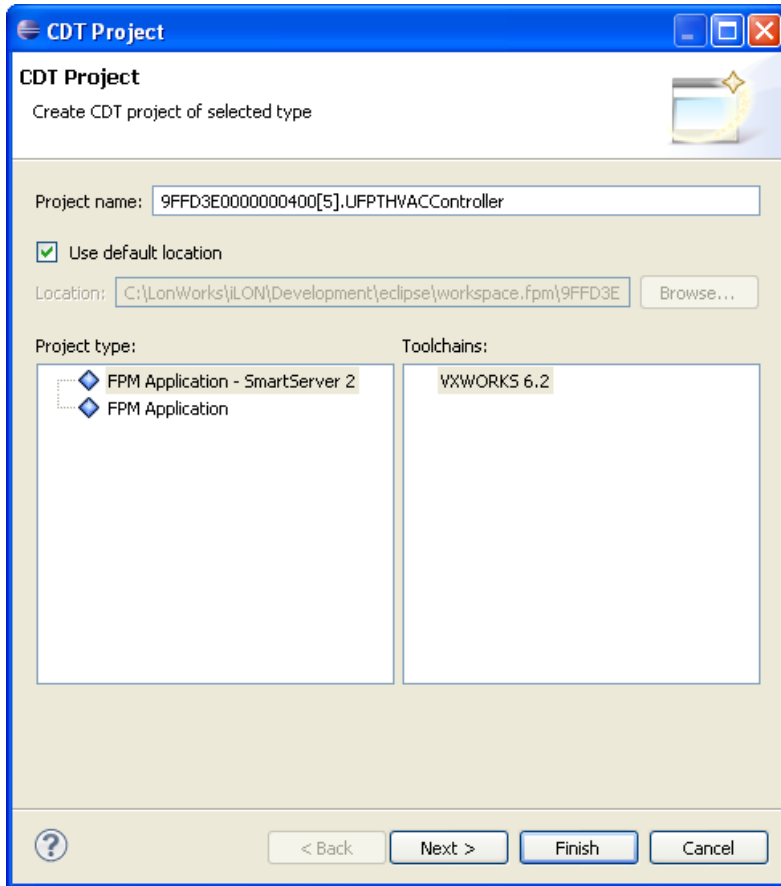 CDT Project
CDT Project
Create CDT project of selected type
Project name: 9FFD3E0000000400[5].UFPTHVACController
Use default location
Location: C:\LonWorks\iLON\Development\eclipse\workspace.fpm\9FFD3E Browse...
Project type: Toolchains:
FPM Application - SmartServer 2 VXWORKS 6.2
FPM Application
? < Back Next > Finish Cancel